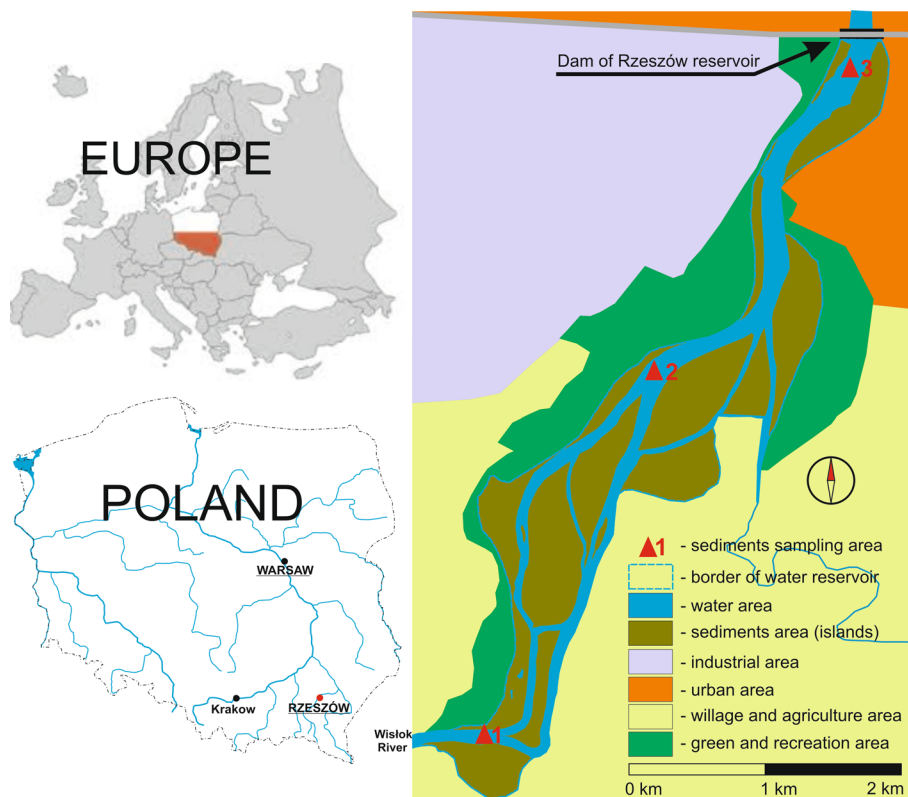 EUROPE
POLAND
WARSAW
Krakow
RZESZÓW
Dam of Rzeszów reservoir
3
2
1
Wisłok
River
1 - sediments sampling area
- border of water reservoir
- water area
- sediments area (islands)
- industrial area
- urban area
- willage and agriculture area
- green and recreation area
0 km 1 km 2 km